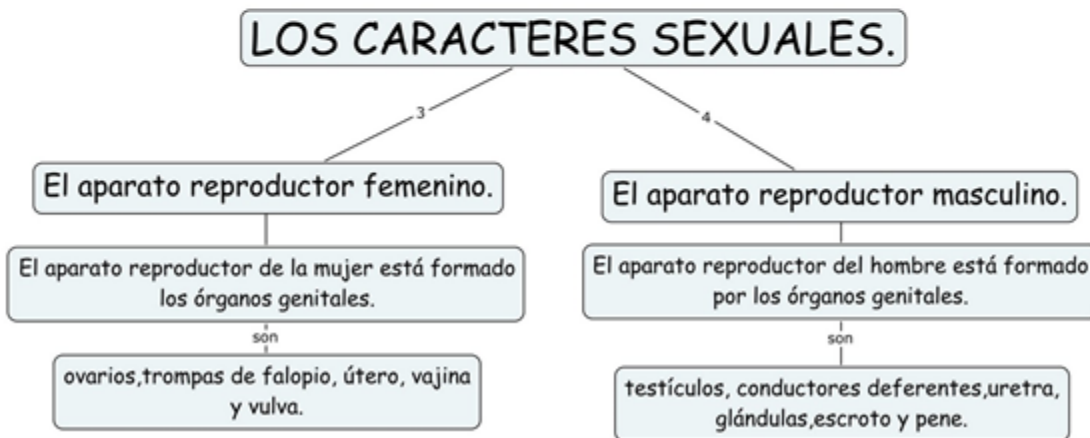 LOS CARACTERES SEXUALES.
3
4
El aparato reproductor femenino.
El aparato reproductor masculino.
El aparato reproductor de la mujer está formado
los órganos genitales.
El aparato reproductor del hombre está formado
por los órganos genitales.
son
son
ovarios,trompas de falopio, útero, vajina
y vulva.
testículos, conductores deferentes,uretra,
glándulas,escroto y pene.